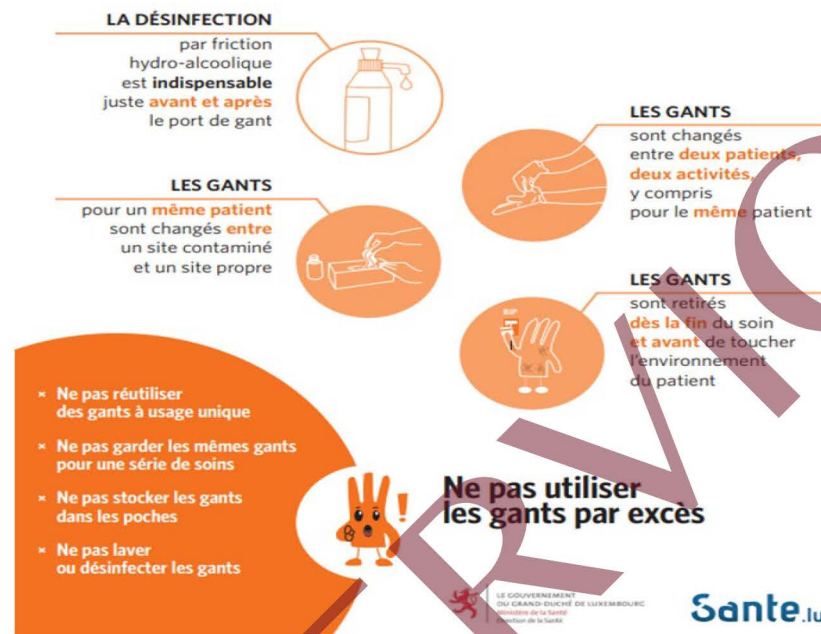 LA DÉSINFECTION
par friction
hydro-alcoolique
est indispensable
juste avant et après
le port de gant
LES GANTS
sont changés
entre deux patients,
deux activités,
y compris
pour le même patient
LES GANTS
pour un même patient
sont changés entre
un site contaminé
et un site propre
LES GANTS
sont retirés
dès la fin du soin
et avant de toucher
l'environnement
du patient
× Ne pas réutiliser
des gants à usage unique
× Ne pas garder les mêmes gants
pour une série de soins
× Ne pas stocker les gants
dans les poches
× Ne pas laver
ou désinfecter les gants
!
Ne pas utiliser
les gants par excès
LE GOUVERNEMENT
DU GRAND-DUCHÉ DE LUXEMBOURG
Ministère de la Santé
Direction de la Santé
Sante.lu
RVIC